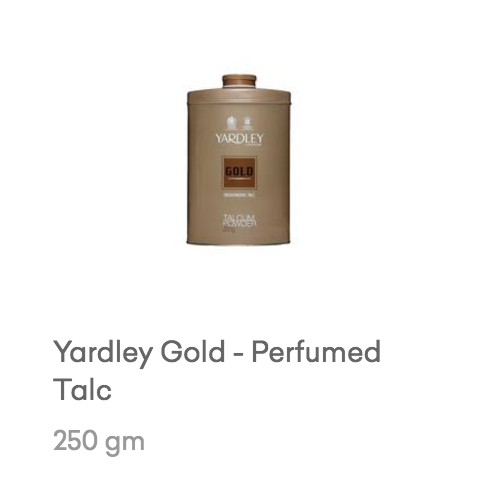 YARDLEY
GOLD
TALCUM
POWDER
Yardley Gold - Perfumed
Talc
250 gm